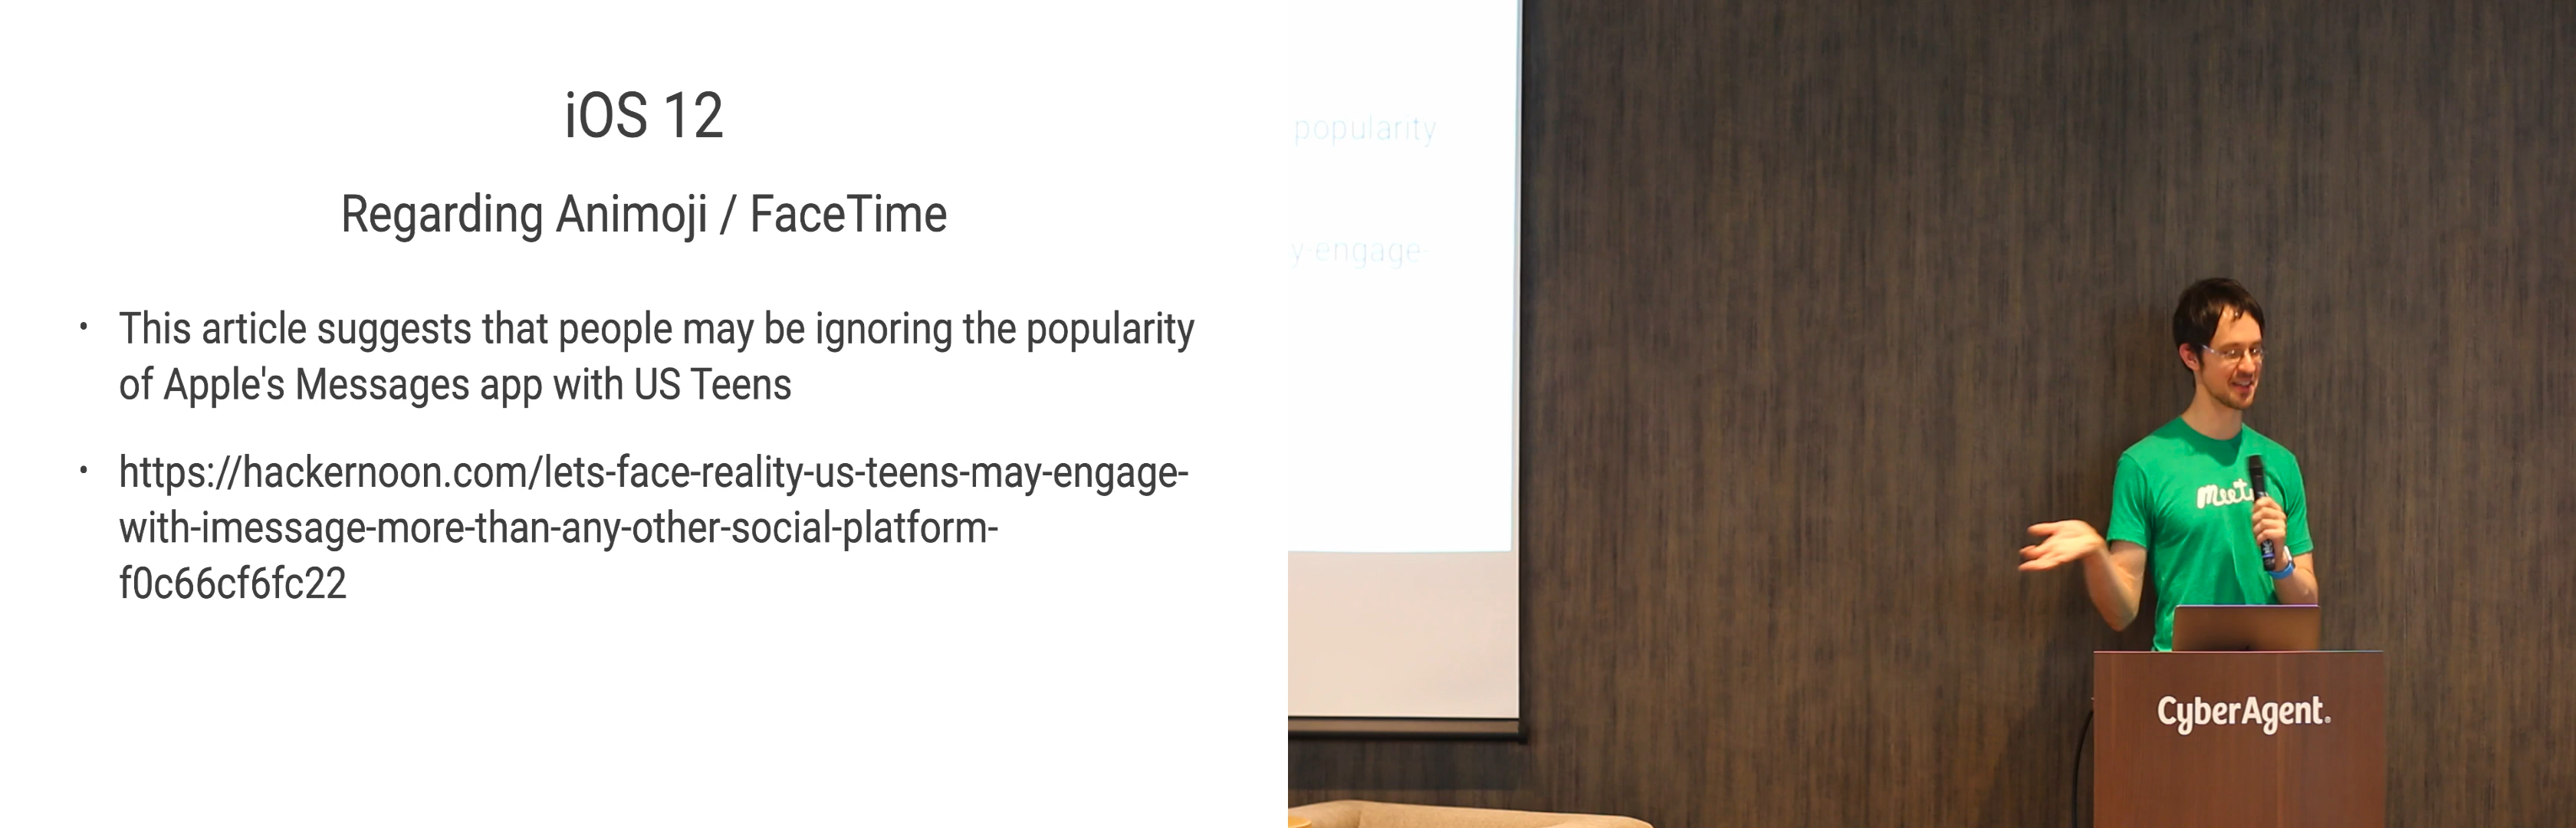 iOS 12
Regarding Animoji / FaceTime
· This article suggests that people may be ignoring the popularity
of Apple's Messages app with US Teens
· https://hackernoon.com/lets-face-reality-us-teens-may-engage-
with-imessage-more-than-any-other-social-platform-
f0c66cf6fc22
popularity
y-engage-
Meet
CyberAgent.